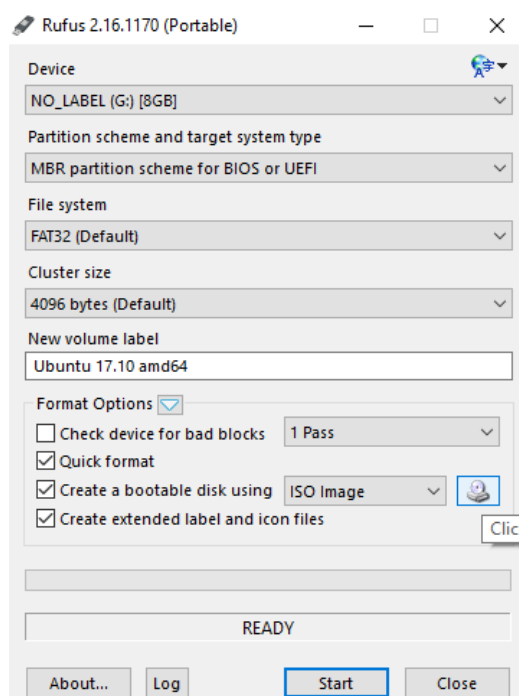 Rufus 2.16.1170 (Portable)
Device
NO_LABEL (G:) [8GB]
Partition scheme and target system type
MBR partition scheme for BIOS or UEFI
File system
FAT32 (Default)
Cluster size
4096 bytes (Default)
New volume label
Ubuntu 17.10 amd64
Format Options
Check device for bad blocks 1 Pass
Quick format
Create a bootable disk using ISO Image
Create extended label and icon files
Clic
READY
About... Log Start Close